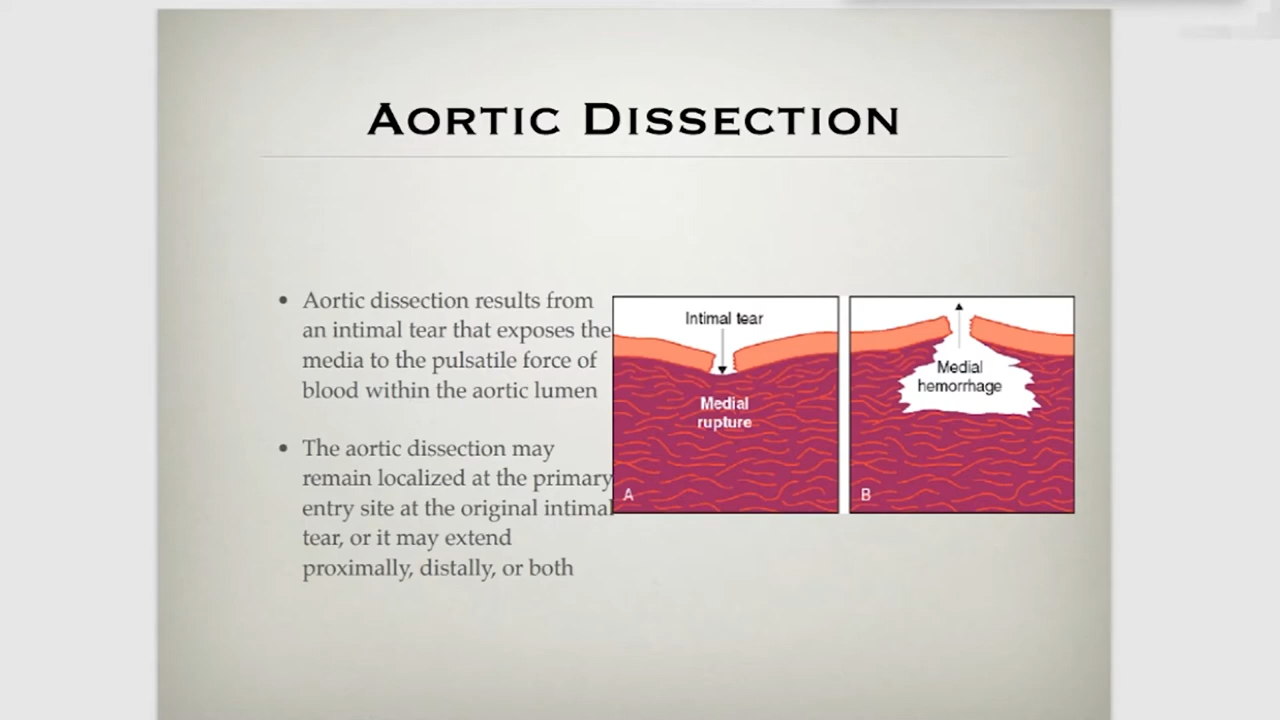 AORTIC DISSECTION
• Aortic dissection results from
an intimal tear that exposes the
media to the pulsatile force of
blood within the aortic lumen
• The aortic dissection may
remain localized at the primary
entry site at the original intimal
tear, or it may extend
proximally, distally, or both
Intimal tear
Medial
rupture
A
Medial
hemorrhage
B